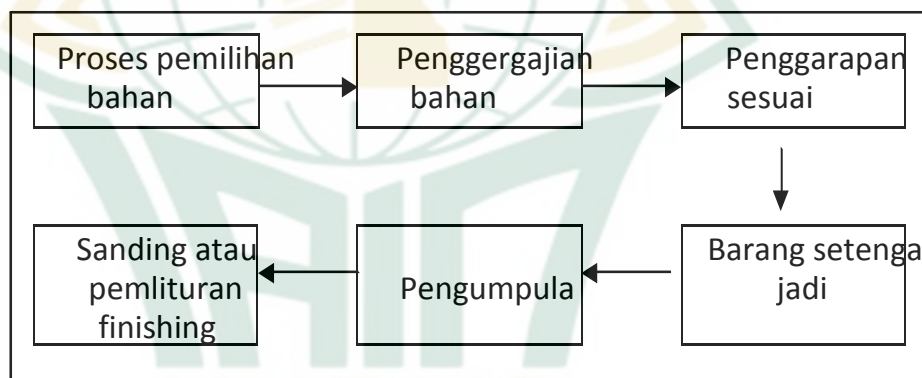 Proses pemilihan
bahan
Penggergajian
bahan
Penggarapan
sesuai
Barang setenga
jadi
Pengumpula
Sanding atau
pemlituran
finishing